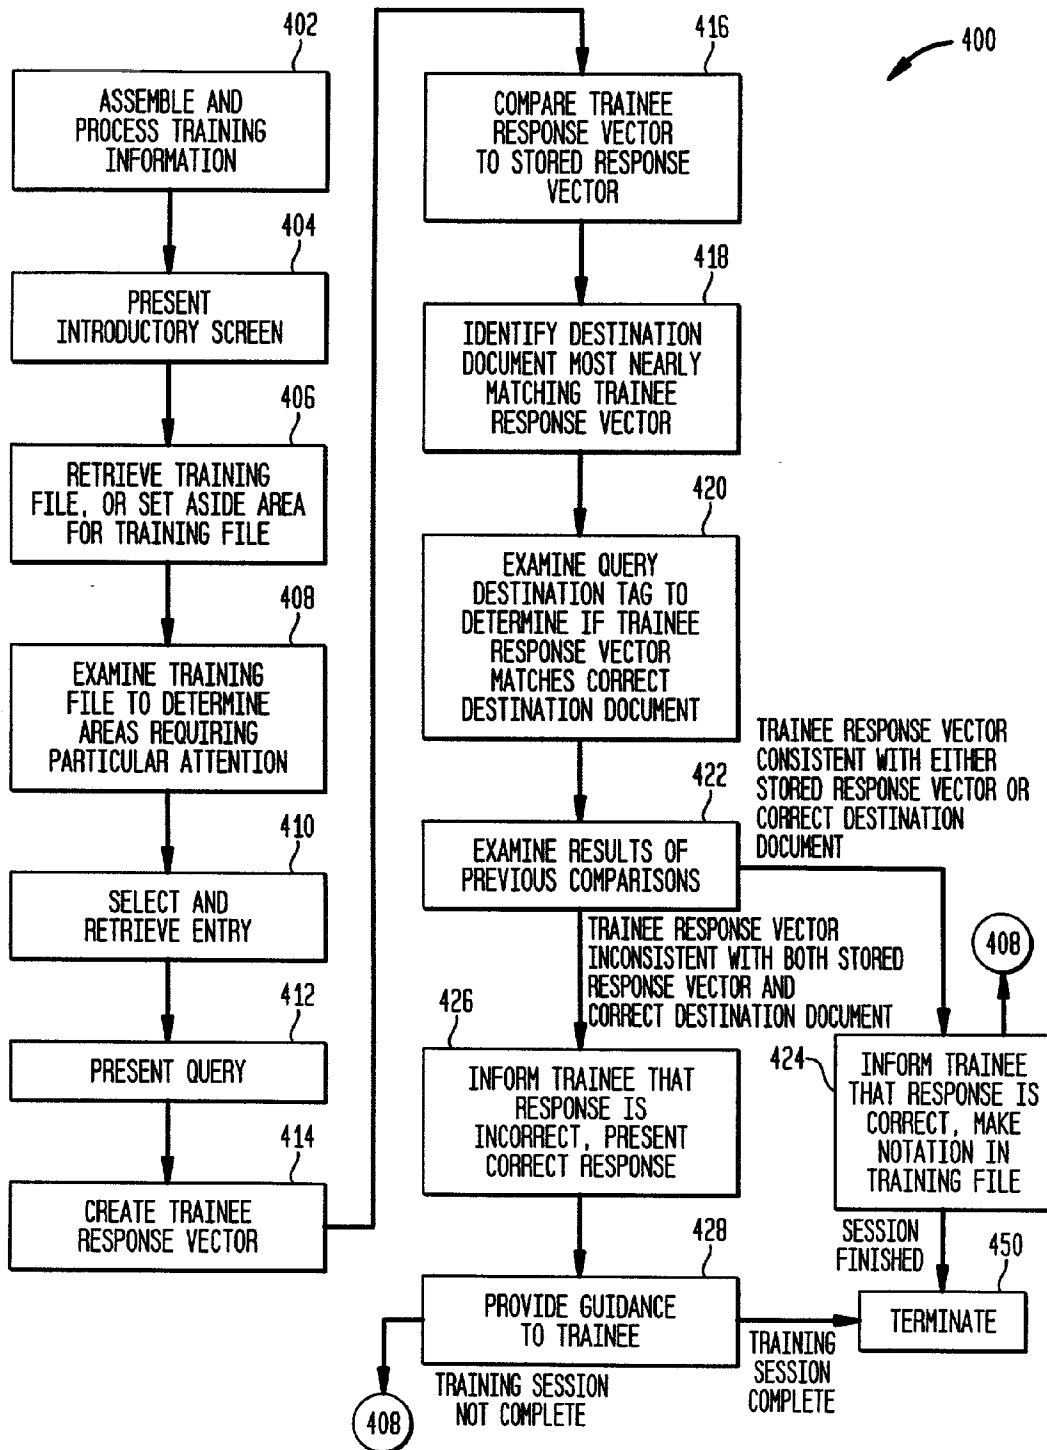 400
402
ASSEMBLE AND
PROCESS TRAINING
INFORMATION
404
PRESENT
INTRODUCTORY SCREEN
406
RETRIEVE TRAINING
FILE, OR SET ASIDE AREA
FOR TRAINING FILE
408
EXAMINE TRAINING
FILE TO DETERMINE
AREAS REQUIRING
PARTICULAR ATTENTION
410
SELECT AND
RETRIEVE ENTRY
412
PRESENT QUERY
414
CREATE TRAINEE
RESPONSE VECTOR
416
COMPARE TRAINEE
RESPONSE VECTOR
TO STORED RESPONSE
VECTOR
418
IDENTIFY DESTINATION
DOCUMENT MOST NEARLY
MATCHING TRAINEE
RESPONSE VECTOR
420
EXAMINE QUERY
DESTINATION TAG TO
DETERMINE IF TRAINEE
RESPONSE VECTOR
MATCHES CORRECT
DESTINATION DOCUMENT
422
EXAMINE RESULTS OF
PREVIOUS COMPARISONS
TRAINEE RESPONSE VECTOR
CONSISTENT WITH EITHER
STORED RESPONSE VECTOR OR
CORRECT DESTINATION
DOCUMENT
TRAINEE RESPONSE VECTOR
INCONSISTENT WITH BOTH STORED
RESPONSE VECTOR AND
CORRECT DESTINATION DOCUMENT
408
424
INFORM TRAINEE
THAT RESPONSE IS
CORRECT, MAKE
NOTATION IN
TRAINING FILE
426
INFORM TRAINEE THAT
RESPONSE IS
INCORRECT, PRESENT
CORRECT RESPONSE
428
PROVIDE GUIDANCE
TO TRAINEE
SESSION
FINISHED
450
TERMINATE
TRAINING
SESSION
COMPLETE
TRAINING SESSION
NOT COMPLETE
408